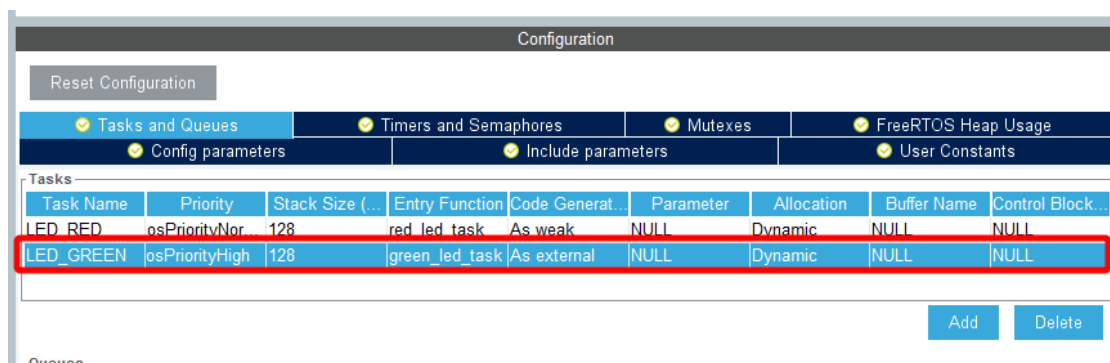 Configuration
Reset Configuration
Tasks and Queues Timers and Semaphores Mutexes FreeRTOS Heap Usage
Config parameters Include parameters User Constants
Tasks
Task Name Priority Stack Size (... Entry Function Code Generat... Parameter Allocation Buffer Name Control Block...
LED_RED osPriorityNor... 128 red_led_task As weak NULL Dynamic NULL NULL
LED_GREEN osPriorityHigh 128 green_led_task As external NULL Dynamic NULL NULL
Add Delete
Queues